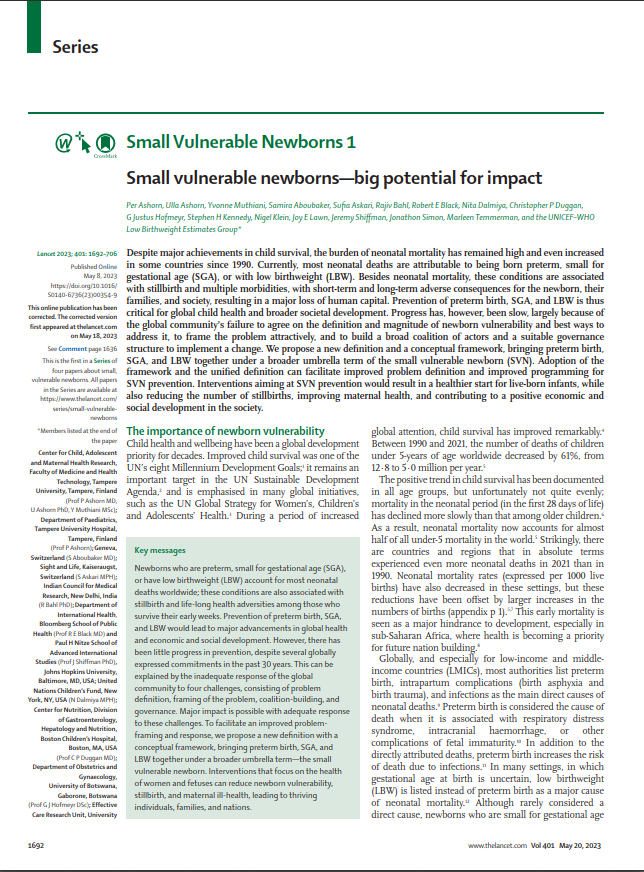 Series
CrossMark
Small Vulnerable Newborns 1
Small vulnerable newborns—big potential for impact
Per Ashorn, Ulla Ashorn, Yvonne Muthiani, Samira Aboubaker, Sufia Askari, Rajiv Bahl, Robert E Black, Nita Dalmiya, Christopher P Duggan,
G Justus Hofmeyr, Stephen H Kennedy, Nigel Klein, Joy E Lawn, Jeremy Shiffman, Jonathon Simon, Marleen Temmerman, and the UNICEF–WHO
Low Birthweight Estimates Group*
Despite major achievements in child survival, the burden of neonatal mortality has remained high and even increased
in some countries since 1990. Currently, most neonatal deaths are attributable to being born preterm, small for
gestational age (SGA), or with low birthweight (LBW). Besides neonatal mortality, these conditions are associated
with stillbirth and multiple morbidities, with short-term and long-term adverse consequences for the newborn, their
families, and society, resulting in a major loss of human capital. Prevention of preterm birth, SGA, and LBW is thus
critical for global child health and broader societal development. Progress has, however, been slow, largely because of
the global community's failure to agree on the definition and magnitude of newborn vulnerability and best ways to
address it, to frame the problem attractively, and to build a broad coalition of actors and a suitable governance
structure to implement a change. We propose a new definition and a conceptual framework, bringing preterm birth,
SGA, and LBW together under a broader umbrella term of the small vulnerable newborn (SVN). Adoption of the
framework and the unified definition can facilitate improved problem definition and improved programming for
SVN prevention. Interventions aiming at SVN prevention would result in a healthier start for live-born infants, while
also reducing the number of stillbirths, improving maternal health, and contributing to a positive economic and
social development in the society.
Lancet 2023; 401: 1692–706
Published Online
May 8, 2023
https://doi.org/10.1016/
S0140-6736(23)00354-9
This online publication has been
corrected. The corrected version
first appeared at thelancet.com
on May 18, 2023
See Comment page 1636
This is the first in a Series of
four papers about small,
vulnerable newborns. All papers
in the Series are available at
https://www.thelancet.com/
series/small-vulnerable-
newborns
*Members listed at the end of
the paper
Center for Child, Adolescent
and Maternal Health Research,
Faculty of Medicine and Health
Technology, Tampere
University, Tampere, Finland
(Prof P Ashorn MD,
U Ashorn PhD, Y Muthiani MSc);
Department of Paediatrics,
Tampere University Hospital,
Tampere, Finland
(Prof P Ashorn); Geneva,
Switzerland (S Aboubaker MD);
Sight and Life, Kaiseraugst,
Switzerland (S Askari MPH);
Indian Council for Medical
Research, New Delhi, India
(R Bahl PhD); Department of
International Health,
Bloomberg School of Public
Health (Prof R E Black MD) and
Paul H Nitze School of
Advanced International
Studies (Prof J Shiffman PhD),
Johns Hopkins University,
Baltimore, MD, USA; United
Nations Children's Fund, New
York, NY, USA (N Dalmiya MPH);
Center for Nutrition, Division
of Gastroenterology,
Hepatology and Nutrition,
Boston Children's Hospital,
Boston, MA, USA
(Prof C P Duggan MD);
Department of Obstetrics and
Gynaecology,
University of Botswana,
Gaborone, Botswana
(Prof G J Hofmeyr DSc); Effective
Care Research Unit, University
The importance of newborn vulnerability
Child health and wellbeing have been a global development
priority for decades. Improved child survival was one of the
UN's eight Millennium Development Goals;¹ it remains an
important target in the UN Sustainable Development
Agenda,² and is emphasised in many global initiatives,
such as the UN Global Strategy for Women's, Children's
and Adolescents' Health.³ During a period of increased
Key messages
Newborns who are preterm, small for gestational age (SGA),
or have low birthweight (LBW) account for most neonatal
deaths worldwide; these conditions are also associated with
stillbirth and life-long health adversities among those who
survive their early weeks. Prevention of preterm birth, SGA,
and LBW would lead to major advancements in global health
and economic and social development. However, there has
been little progress in prevention, despite several globally
expressed commitments in the past 30 years. This can be
explained by the inadequate response of the global
community to four challenges, consisting of problem
definition, framing of the problem, coalition-building, and
governance. Major impact is possible with adequate response
to these challenges. To facilitate an improved problem-
framing and response, we propose a new definition with a
conceptual framework, bringing preterm birth, SGA, and
LBW together under a broader umbrella term—the small
vulnerable newborn. Interventions that focus on the health
of women and fetuses can reduce newborn vulnerability,
stillbirth, and maternal ill-health, leading to thriving
individuals, families, and nations.
global attention, child survival has improved remarkably.⁴
Between 1990 and 2021, the number of deaths of children
under 5-years of age worldwide decreased by 61%, from
12·8 to 5·0 million per year.⁵
The positive trend in child survival has been documented
in all age groups, but unfortunately not quite evenly;
mortality in the neonatal period (in the first 28 days of life)
has declined more slowly than that among older children.⁶
As a result, neonatal mortality now accounts for almost
half of all under-5 mortality in the world.⁵ Strikingly, there
are countries and regions that in absolute terms
experienced even more neonatal deaths in 2021 than in
1990. Neonatal mortality rates (expressed per 1000 live
births) have also decreased in these settings, but these
reductions have been offset by larger increases in the
numbers of births (appendix p 1).⁵,⁷ This early mortality is
seen as a major hindrance to development, especially in
sub-Saharan Africa, where health is becoming a priority
for future nation building.⁸
Globally, and especially for low-income and middle-
income countries (LMICs), most authorities list preterm
birth, intrapartum complications (birth asphyxia and
birth trauma), and infections as the main direct causes of
neonatal deaths.⁹ Preterm birth is considered the cause of
death when it is associated with respiratory distress
syndrome, intracranial haemorrhage, or other
complications of fetal immaturity.¹⁰ In addition to the
directly attributed deaths, preterm birth increases the risk
of death due to infections.¹¹ In many settings, in which
gestational age at birth is uncertain, low birthweight
(LBW) is listed instead of preterm birth as a major cause
of neonatal mortality.¹² Although rarely considered a
direct cause, newborns who are small for gestational age
1692
www.thelancet.com Vol 401 May 20, 2023